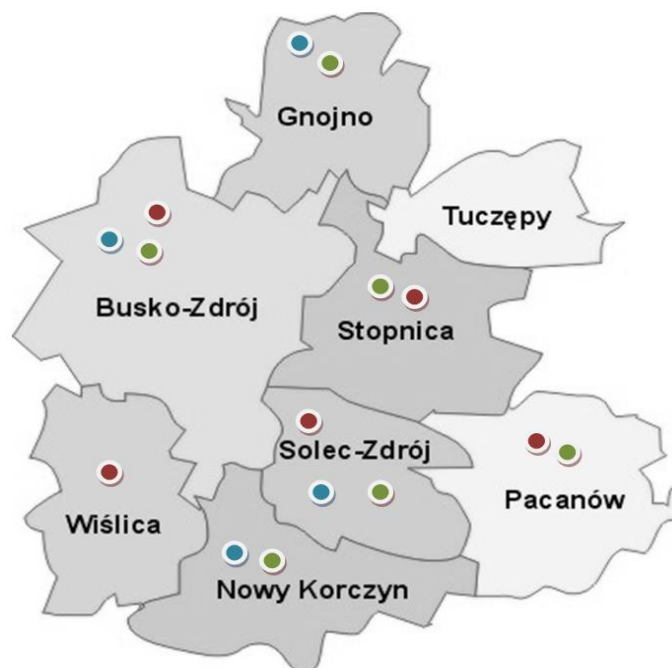 Gnojno
Tuczępy
Busko-Zdrój
Stopnica
Solec-Zdrój
Pacanów
Wiślica
Nowy Korczyn